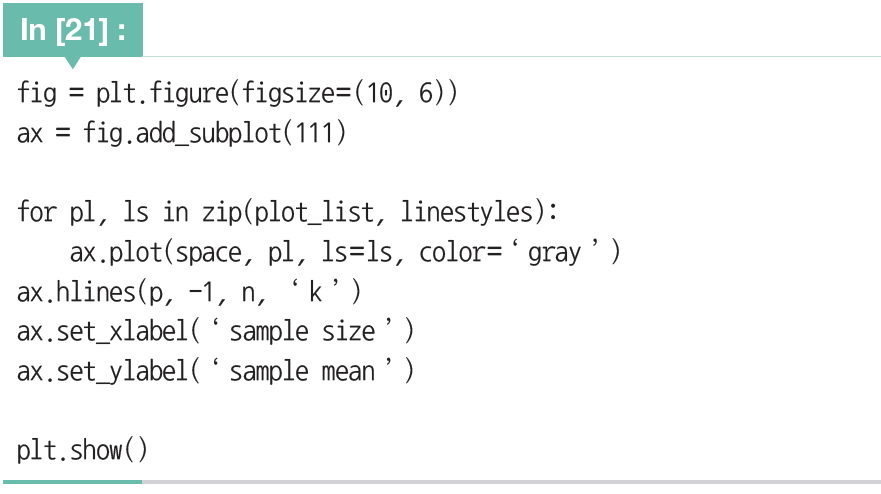 In [21] :
fig = plt.figure(figsize=(10, 6))
ax = fig.add_subplot(111)
for pl, ls in zip(plot_list, linestyles):
    ax.plot(space, pl, ls=ls, color=‘gray’)
ax.hlines(p, -1, n, ‘k’)
ax.set_xlabel(‘sample size’)
ax.set_ylabel(‘sample mean’)
plt.show()